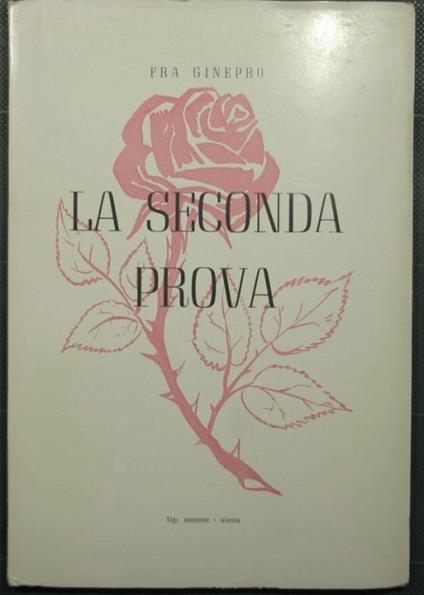 FRA GINEPRO
LA SECONDA
PROVA
tip. senese - siena